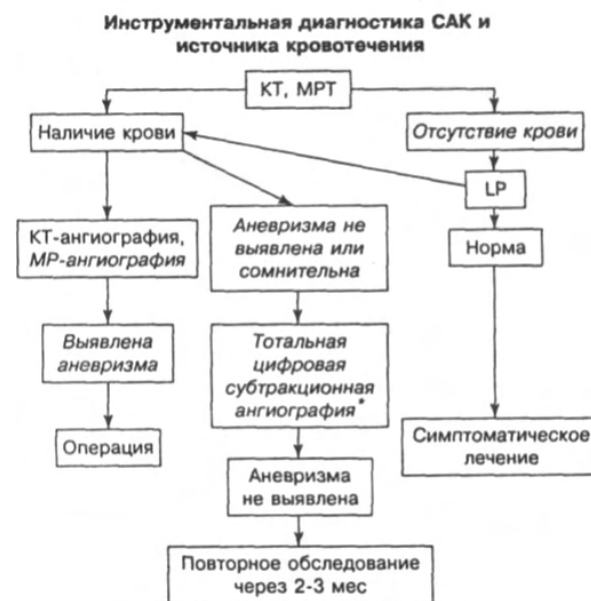 Инструментальная диагностика САК и
источника кровотечения
КТ, МРТ
Наличие крови
Отсутствие крови
LP
КТ-ангиография,
МР-ангиография
Аневризма не
выявлена или
сомнительна
Норма
Выявлена
аневризма
Тотальная
цифровая
субтракционная
ангиография*
Операция
Симптоматическое
лечение
Аневризма
не выявлена
Повторное обследование
через 2-3 мес